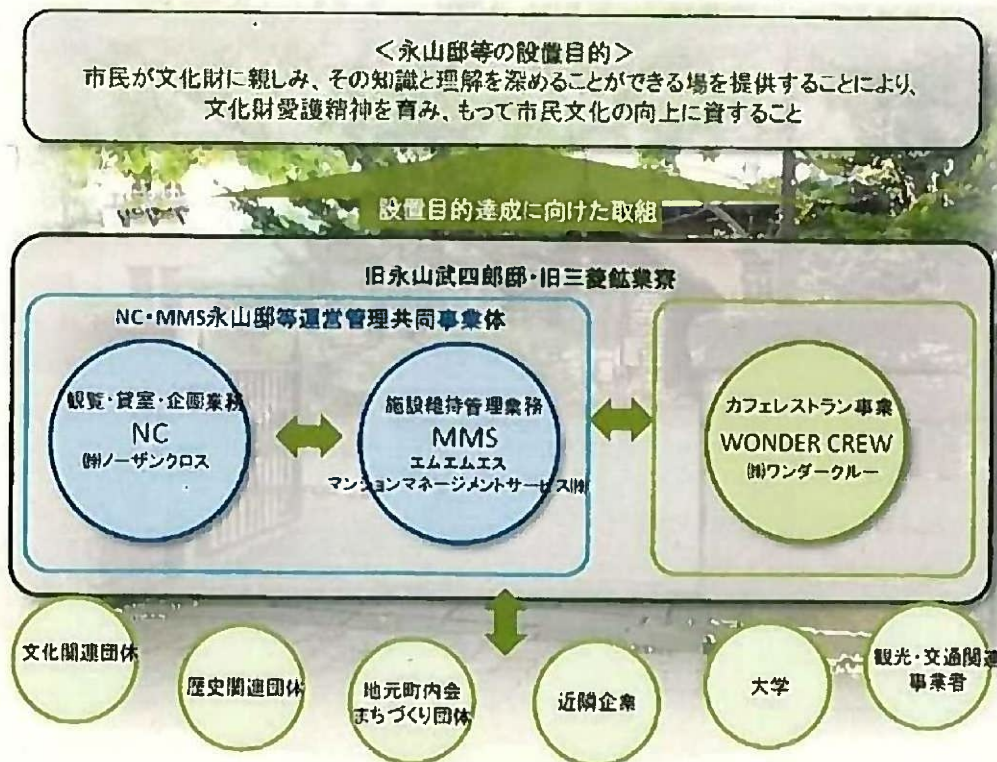 ＜永山邸等の設置目的＞
市民が文化財に親しみ、その知識と理解を深めることができる場を提供することにより、
文化財愛護精神を育み、もって市民文化の向上に資すること
設置目的達成に向けた取組
旧永山武四郎邸・旧三菱鉱業寮
NC・MMS永山邸等運営管理共同事業体
観覧・貸室・企画業務
NC
㈱ノーザンクロス
施設維持管理業務
MMS
エムエムエス
マンションマネージメントサービス㈱
カフェレストラン事業
WONDER CREW
㈱ワンダークルー
文化関連団体
歴史関連団体
地元町内会
まちづくり団体
近隣企業
大学
観光・交通関連
事業者